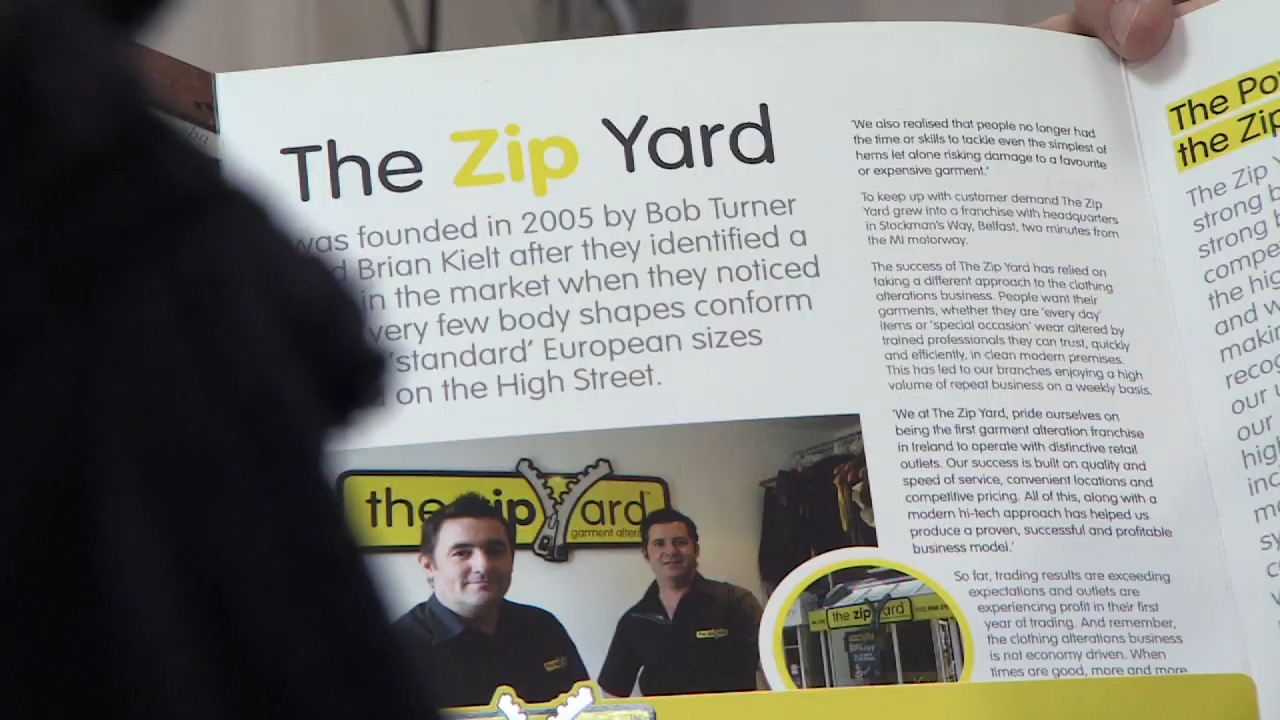 The Zip Yard
was founded in 2005 by Bob Turner
Brian Kielt after they identified a
in the market when they noticed
very few body shapes conform
'standard' European sizes
on the High Street.
the zip yard
garment altera
'We also realised that people no longer had
the time or skills to tackle even the simplest of
hems let alone risking damage to a favourite
or expensive garment.'
To keep up with customer demand The Zip
Yard grew into a franchise with headquarters
in Stockman's Way, Belfast, two minutes from
the MI motorway.
The success of The Zip Yard has relied on
taking a different approach to the clothing
alterations business. People want their
garments, whether they are 'every day'
items or 'special occasion' wear altered by
trained professionals they can trust, quickly
and efficiently, in clean modern premises.
This has led to our branches enjoying a high
volume of repeat business on a weekly basis.
'We at The Zip Yard, pride ourselves on
being the first garment alteration franchise
in Ireland to operate with distinctive retail
outlets. Our success is built on quality and
speed of service, convenient locations and
competitive pricing. All of this, along with a
modern hi-tech approach has helped us
produce a proven, successful and profitable
business model.'
So far, trading results are exceeding
expectations and outlets are
experiencing profit in their first
year of trading. And remember,
the clothing alterations business
is not economy driven. When
times are good, more and more
the zip yard
The Po
the Zip
The Zip Y
strong b
strong l
compe
the hig
and w
makin
recog
our
our
high
inc
m
sy
c